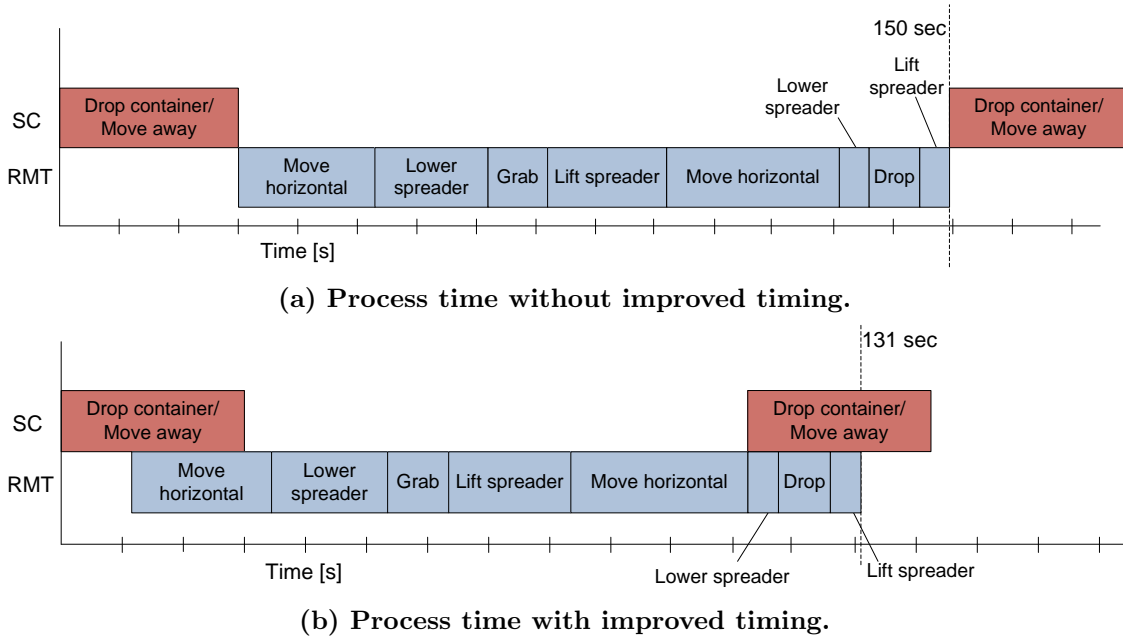 150 sec
Lift
spreader
Lower
spreader
SC
Drop container/
Move away
Drop container/
Move away
RMT
Move
horizontal
Lower
spreader
Grab
Lift spreader
Move horizontal
Drop
Time [s]
(a) Process time without improved timing.
131 sec
SC
Drop container/
Move away
Drop container/
Move away
RMT
Move
horizontal
Lower
spreader
Grab
Lift spreader
Move horizontal
Drop
Time [s]
Lower spreader
Lift spreader
(b) Process time with improved timing.